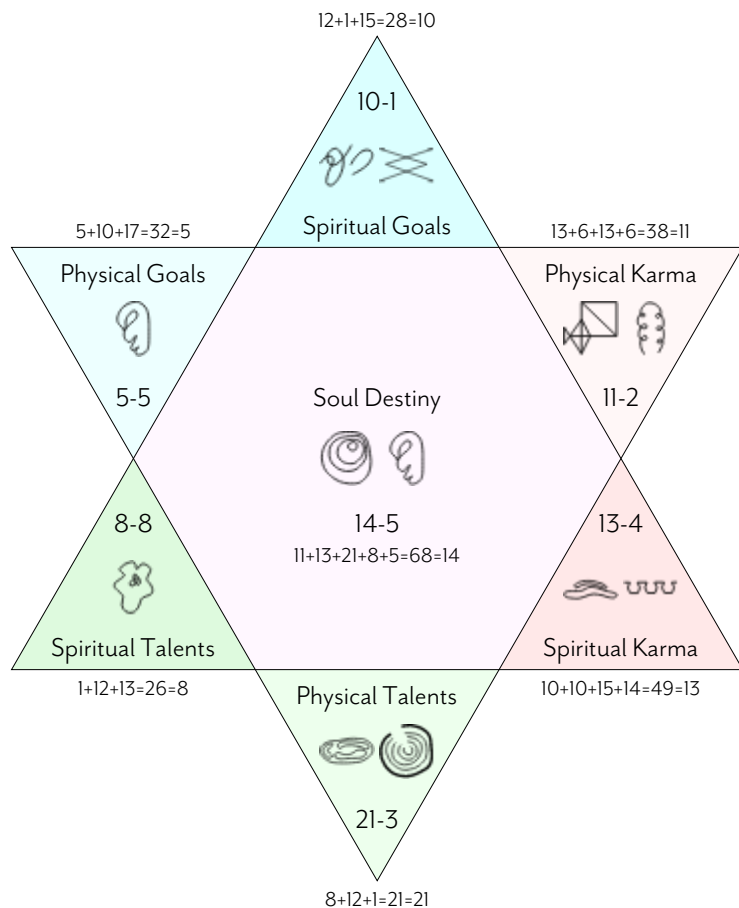 12+1+15=28=10
10-1
Spiritual Goals
5+10+17=32=5
Physical Goals
5-5
13+6+13+6=38=11
Physical Karma
11-2
Soul Destiny
14-5
11+13+21+8+5=68=14
8-8
Spiritual Talents
1+12+13=26=8
13-4
Spiritual Karma
10+10+15+14=49=13
Physical Talents
21-3
8+12+1=21=21